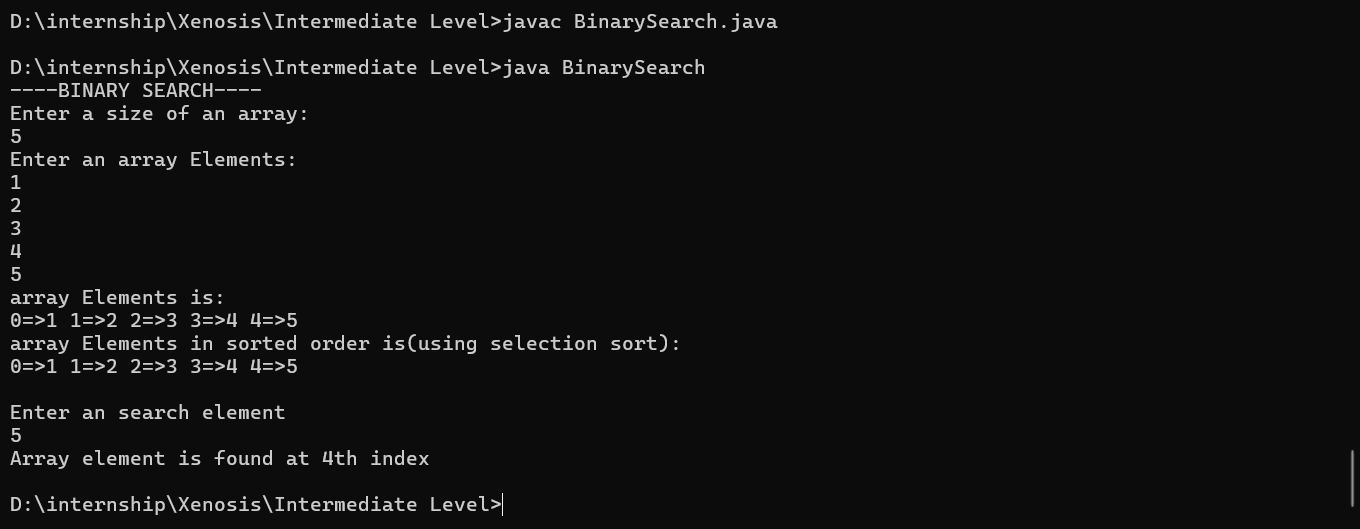 D:\internship\Xenosis\Intermediate Level>javac BinarySearch.java
D:\internship\Xenosis\Intermediate Level>java BinarySearch
----BINARY SEARCH----
Enter a size of an array:
5
Enter an array Elements:
1
2
3
4
5
array Elements is:
0=>1 1=>2 2=>3 3=>4 4=>5
array Elements in sorted order is(using selection sort):
0=>1 1=>2 2=>3 3=>4 4=>5
Enter an search element
5
Array element is found at 4th index
D:\internship\Xenosis\Intermediate Level>